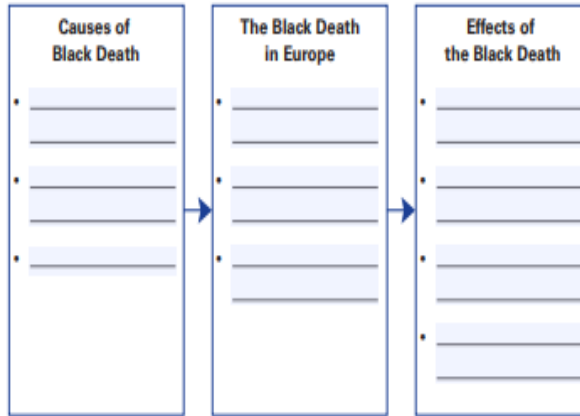 Causes of
Black Death
•
•
•
The Black Death
in Europe
•
•
•
Effects of
the Black Death
•
•
•
•